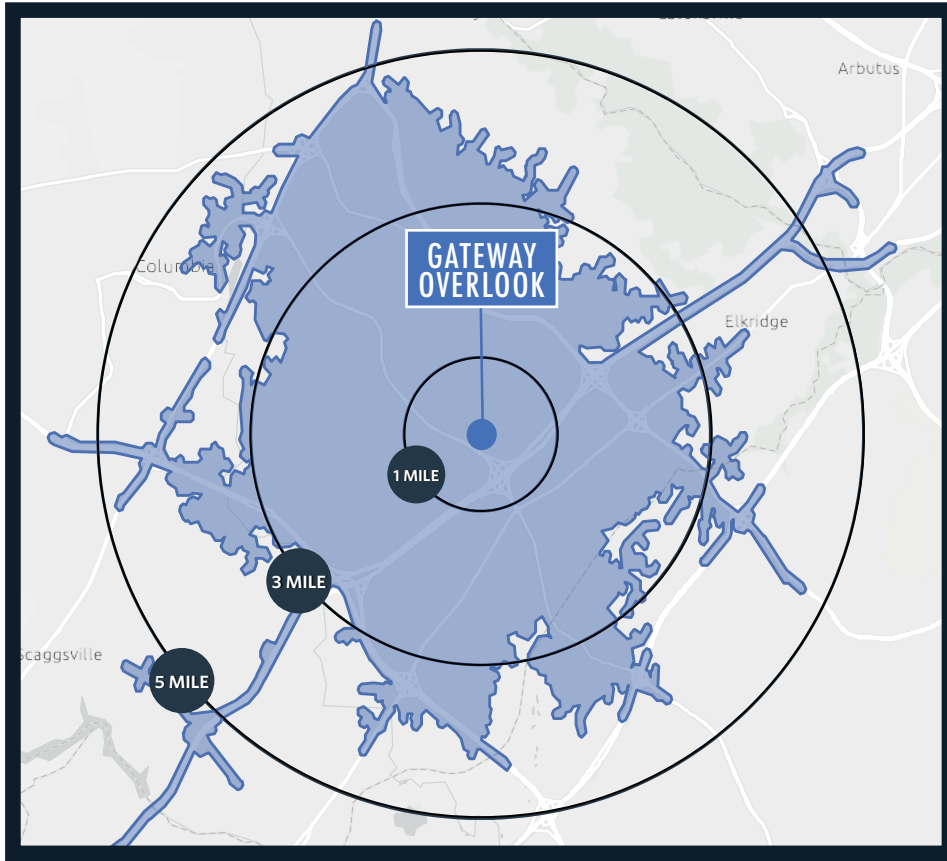 Arbutus
GATEWAY
OVERLOOK
Columbia
Elkridge
1 MILE
3 MILE
Scaggsville
5 MILE